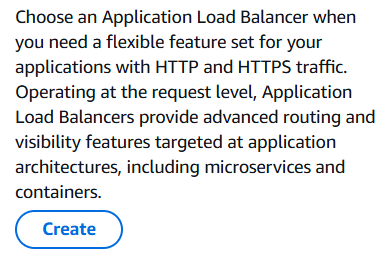 Choose an Application Load Balancer when
you need a flexible feature set for your
applications with HTTP and HTTPS traffic.
Operating at the request level, Application
Load Balancers provide advanced routing and
visibility features targeted at application
architectures, including microservices and
containers.
Create